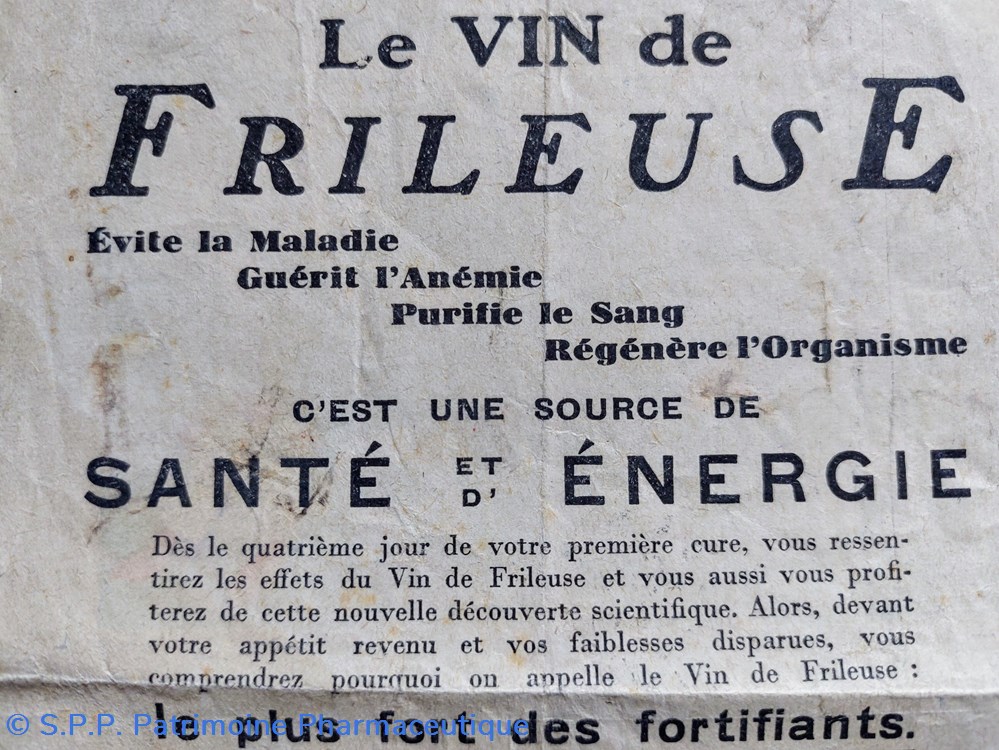 Le VIN de
FRILEUSE
Évite la Maladie
Guérit l'Anémie
Purifie le Sang
Régénère l'Organisme
C'EST UNE SOURCE DE
SANTÉ ET D' ÉNERGIE
Dès le quatrième jour de votre première cure, vous ressen-
tirez les effets du Vin de Frileuse et vous aussi vous profi-
terez de cette nouvelle découverte scientifique. Alors, devant
votre appétit revenu et vos faiblesses disparues, vous
comprendrez pourquoi on appelle le Vin de Frileuse :
le plus fort des fortifiants.
© S.P.P. Patrimoine Pharmaceutique